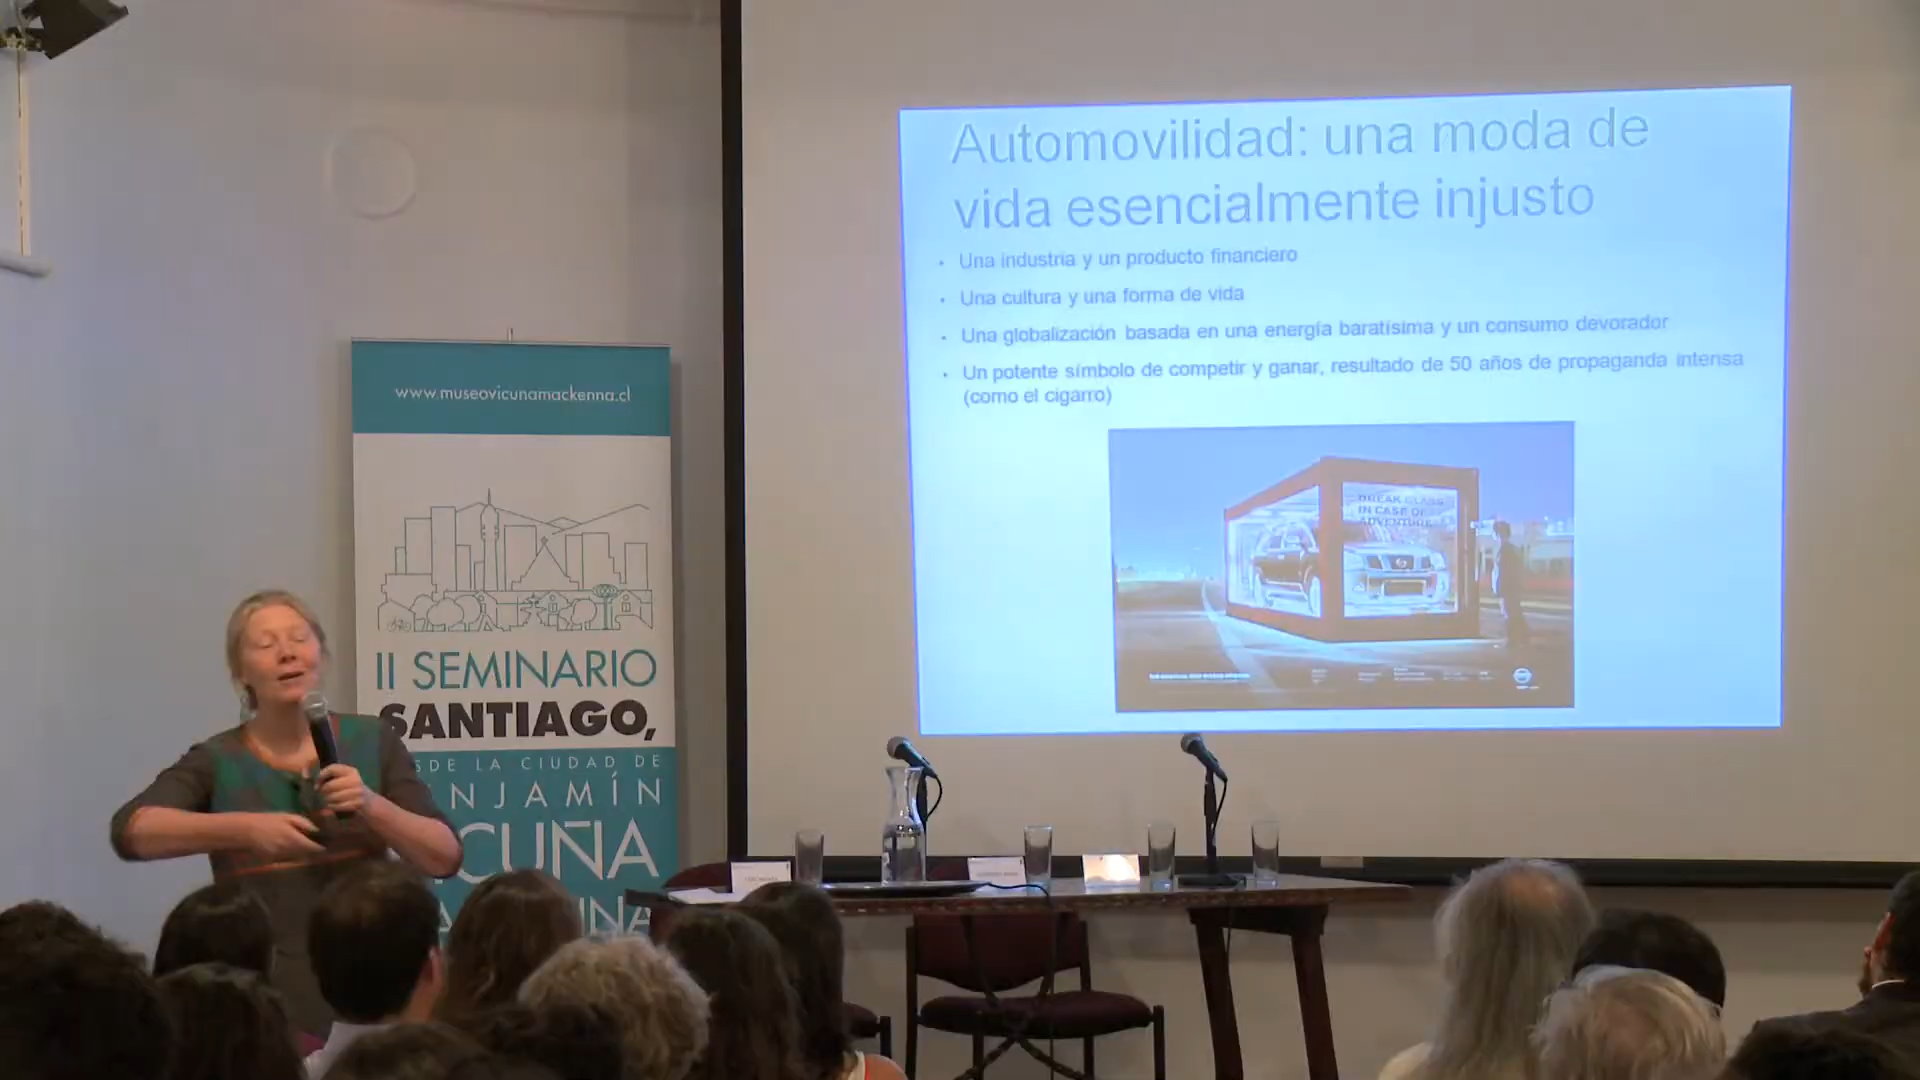 Automovilidad: una moda de
vida esencialmente injusto
• Una industria y un producto financiero
• Una cultura y una forma de vida
• Una globalización basada en una energía baratísima y un consumo devorador
• Un potente símbolo de competir y ganar, resultado de 50 años de propaganda intensa
(como el cigarro)
BREAK GLASS
IN CASE OF
ADVENTURE
www.museovicunamackenna.cl
II SEMINARIO
SANTIAGO,
SDE LA CIUDAD DE
NJAMÍN
CUÑA